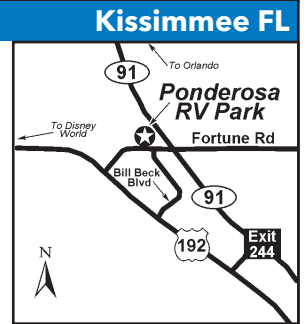 Kissimmee FL
To Orlando
91
Ponderosa
RV Park
To Disney
World
Fortune Rd
Bill Beck
Blvd
91
192
Exit
244
N